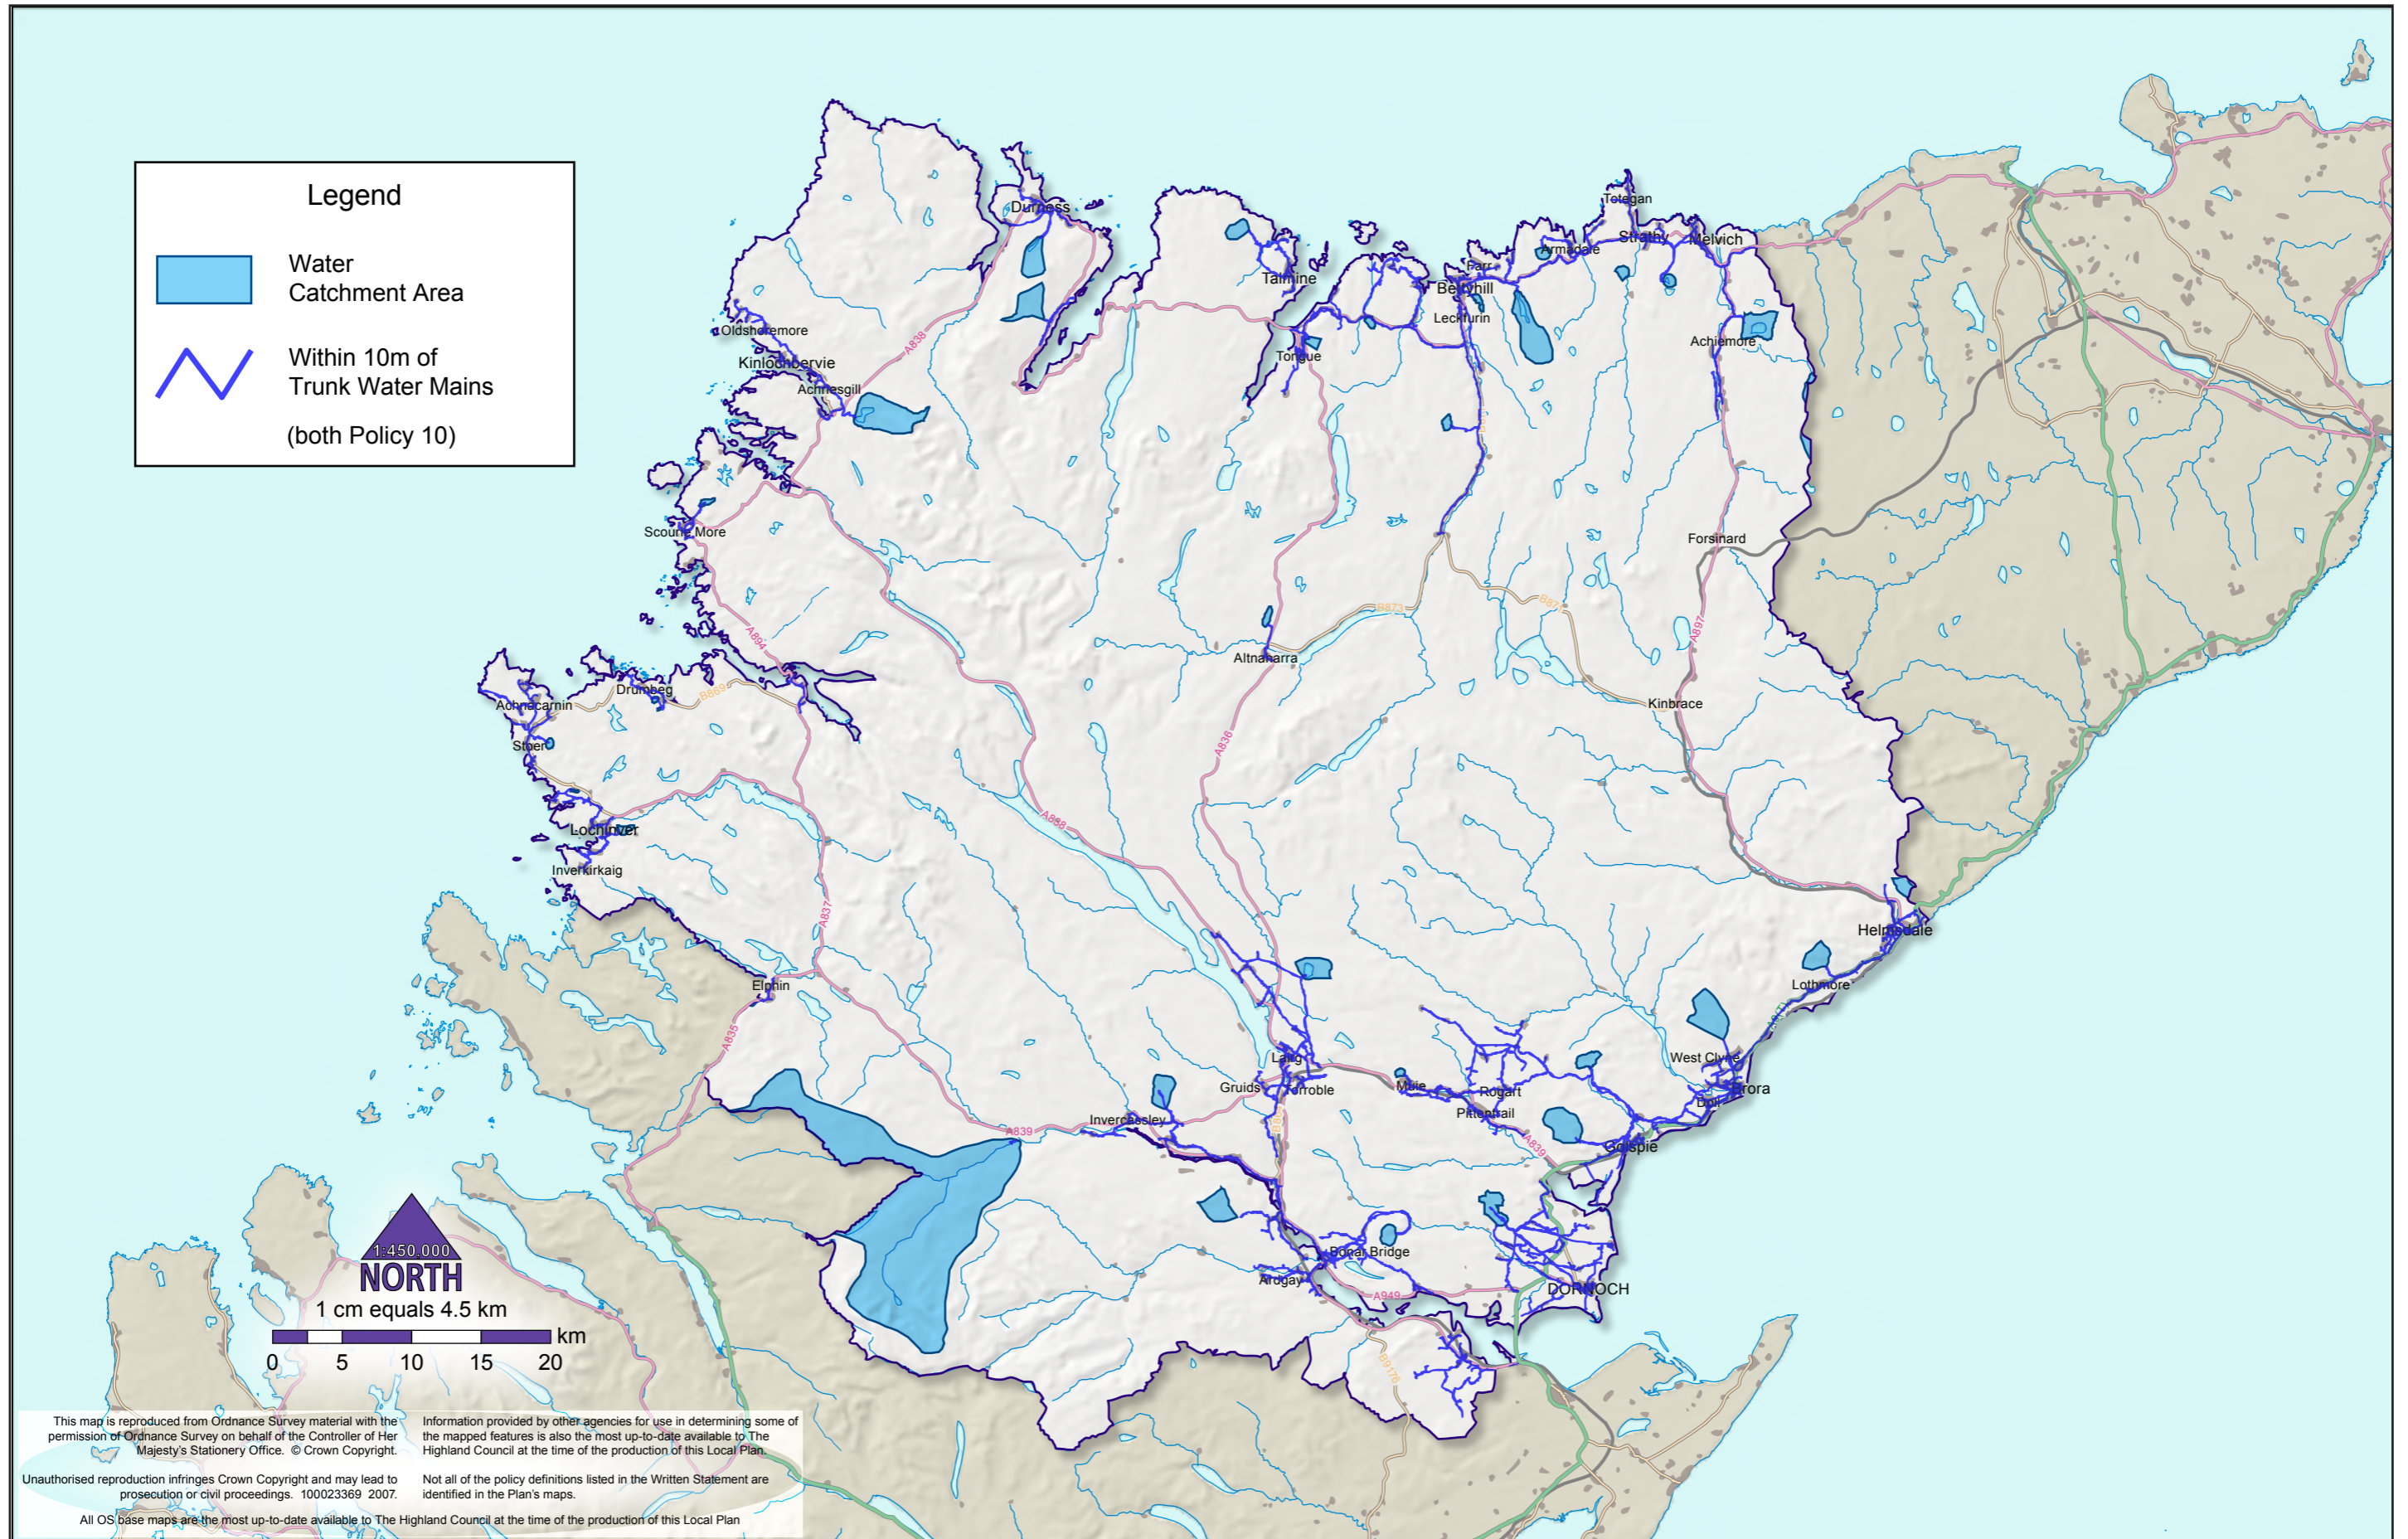 Legend
Water
Catchment Area
Within 10m of
Trunk Water Mains
(both Policy 10)
Durness
Totegan
Strathy
Melvich
Armadale
Farr
Talmine
Bettyhill
Leckfurin
Oldshoremore
A838
Tongue
Achiemore
Kinlochbervie
Achriesgill
Scourie More
Forsinard
B873
B871
A894
A897
Altnaharra
Drumbeg
B869
Achnacarnin
Kinbrace
Stoer
A836
A838
Lochinver
Inverkirkaig
A837
Helmsdale
Elphin
Lothmore
A835
Lairg
West Clyne
Gruids
Torroble
Muie
Rogart
Brora
Doll
Pittentrail
Invercassley
A839
A839
Golspie
Bonar Bridge
Ardgay
DORNOCH
A949
B9176
1:450,000
NORTH
1 cm equals 4.5 km
km
0 5 10 15 20
This map is reproduced from Ordnance Survey material with the
permission of Ordnance Survey on behalf of the Controller of Her
Majesty's Stationery Office. © Crown Copyright.
Unauthorised reproduction infringes Crown Copyright and may lead to
prosecution or civil proceedings. 100023369 2007.
Information provided by other agencies for use in determining some of
the mapped features is also the most up-to-date available to The
Highland Council at the time of the production of this Local Plan.
Not all of the policy definitions listed in the Written Statement are
identified in the Plan's maps.
All OS base maps are the most up-to-date available to The Highland Council at the time of the production of this Local Plan